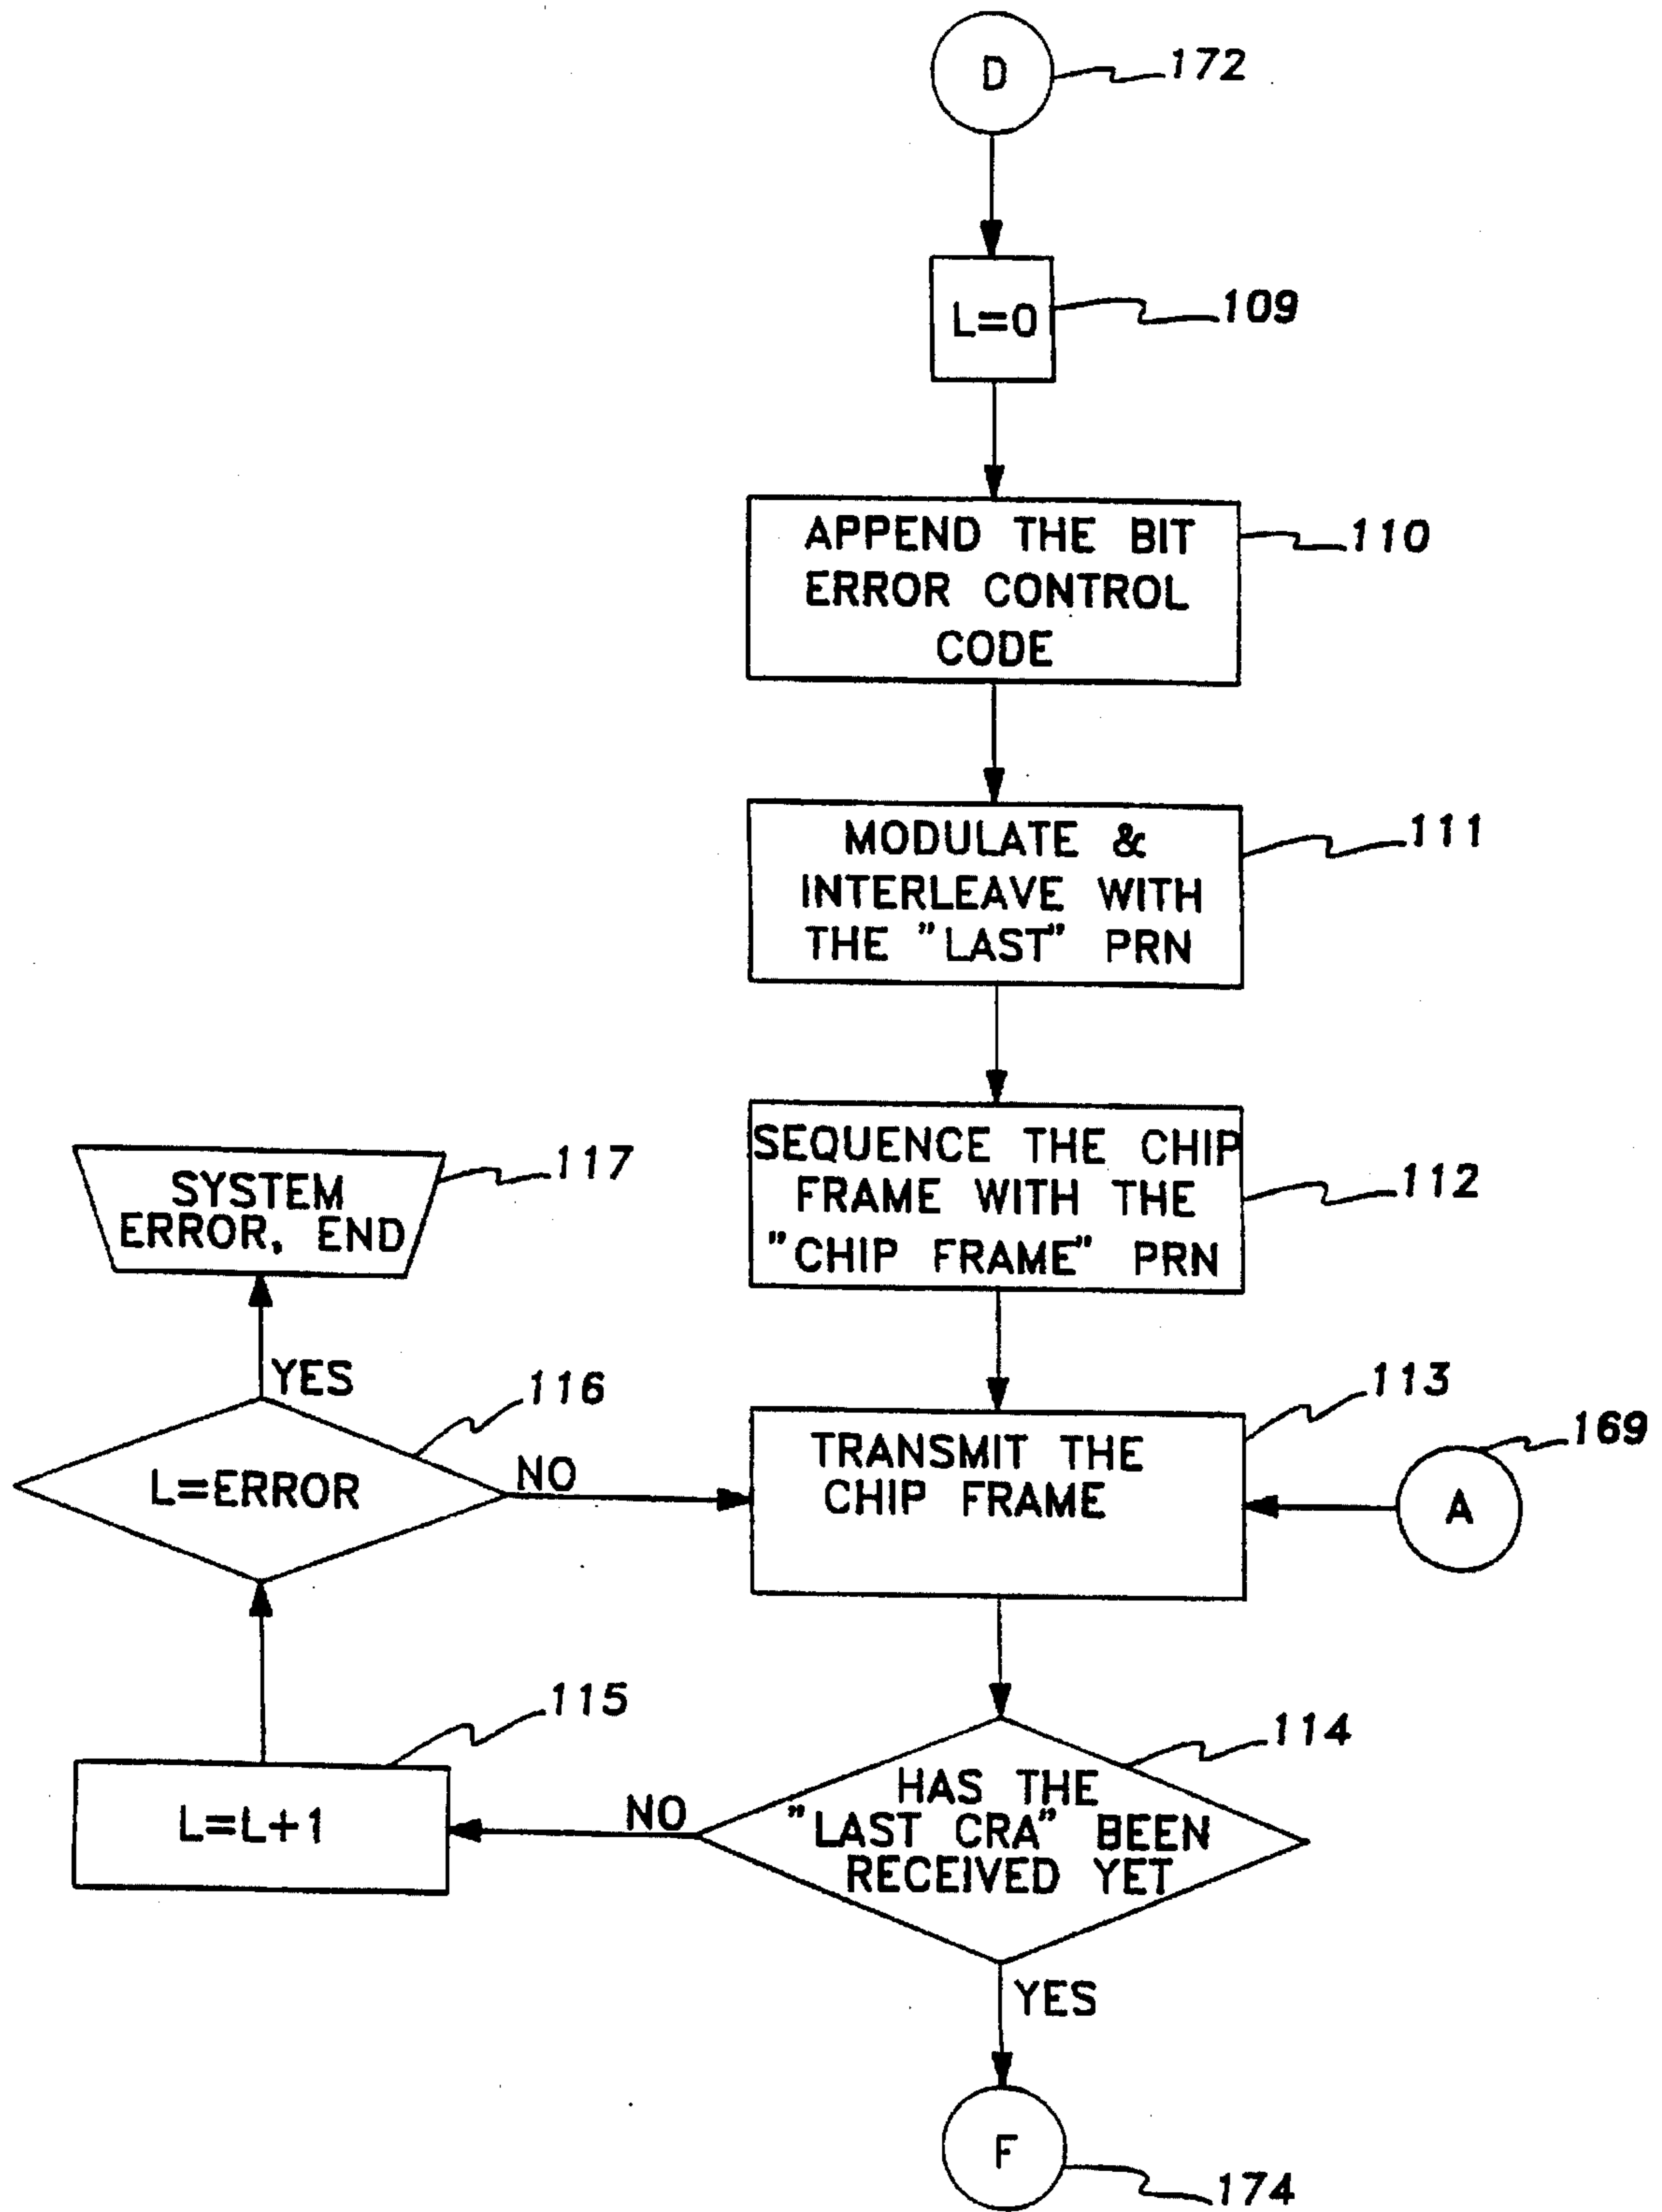 D
172
L=0
109
APPEND THE BIT
ERROR CONTROL
CODE
110
MODULATE &
INTERLEAVE WITH
THE "LAST" PRN
111
SEQUENCE THE CHIP
FRAME WITH THE
"CHIP FRAME" PRN
112
SYSTEM
ERROR, END
117
YES
116
L=ERROR
NO
TRANSMIT THE
CHIP FRAME
113
169
A
115
L=L+1
NO
114
HAS THE
"LAST CRA" BEEN
RECEIVED YET
YES
F
174